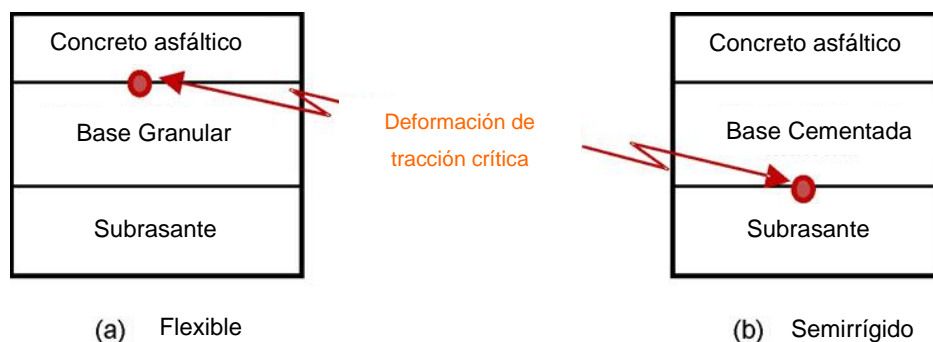 Concreto asfáltico
Base Granular
Subrasante
(a) Flexible
Deformación de
tracción crítica
Concreto asfáltico
Base Cementada
Subrasante
(b) Semirrígido